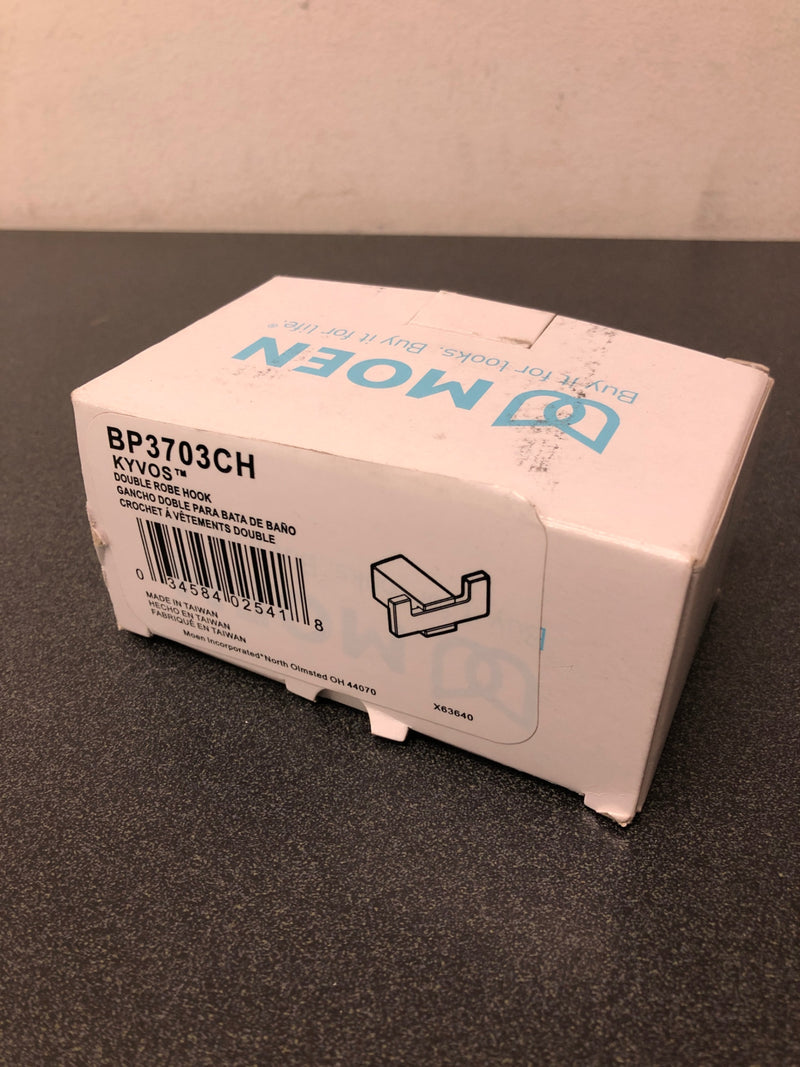 MOEN
Buy it for looks. Buy it for life.®
BP3703CH
KYVOS™
DOUBLE ROBE HOOK
GANCHO DOBLE PARA BATA DE BAÑO
CROCHET À VÊTEMENTS DOUBLE
0 34584 02541 8
MADE IN TAIWAN
HECHO EN TAIWAN
FABRIQUÉ EN TAIWAN
Moen Incorporated*North Olmsted OH 44070
X63640
MO